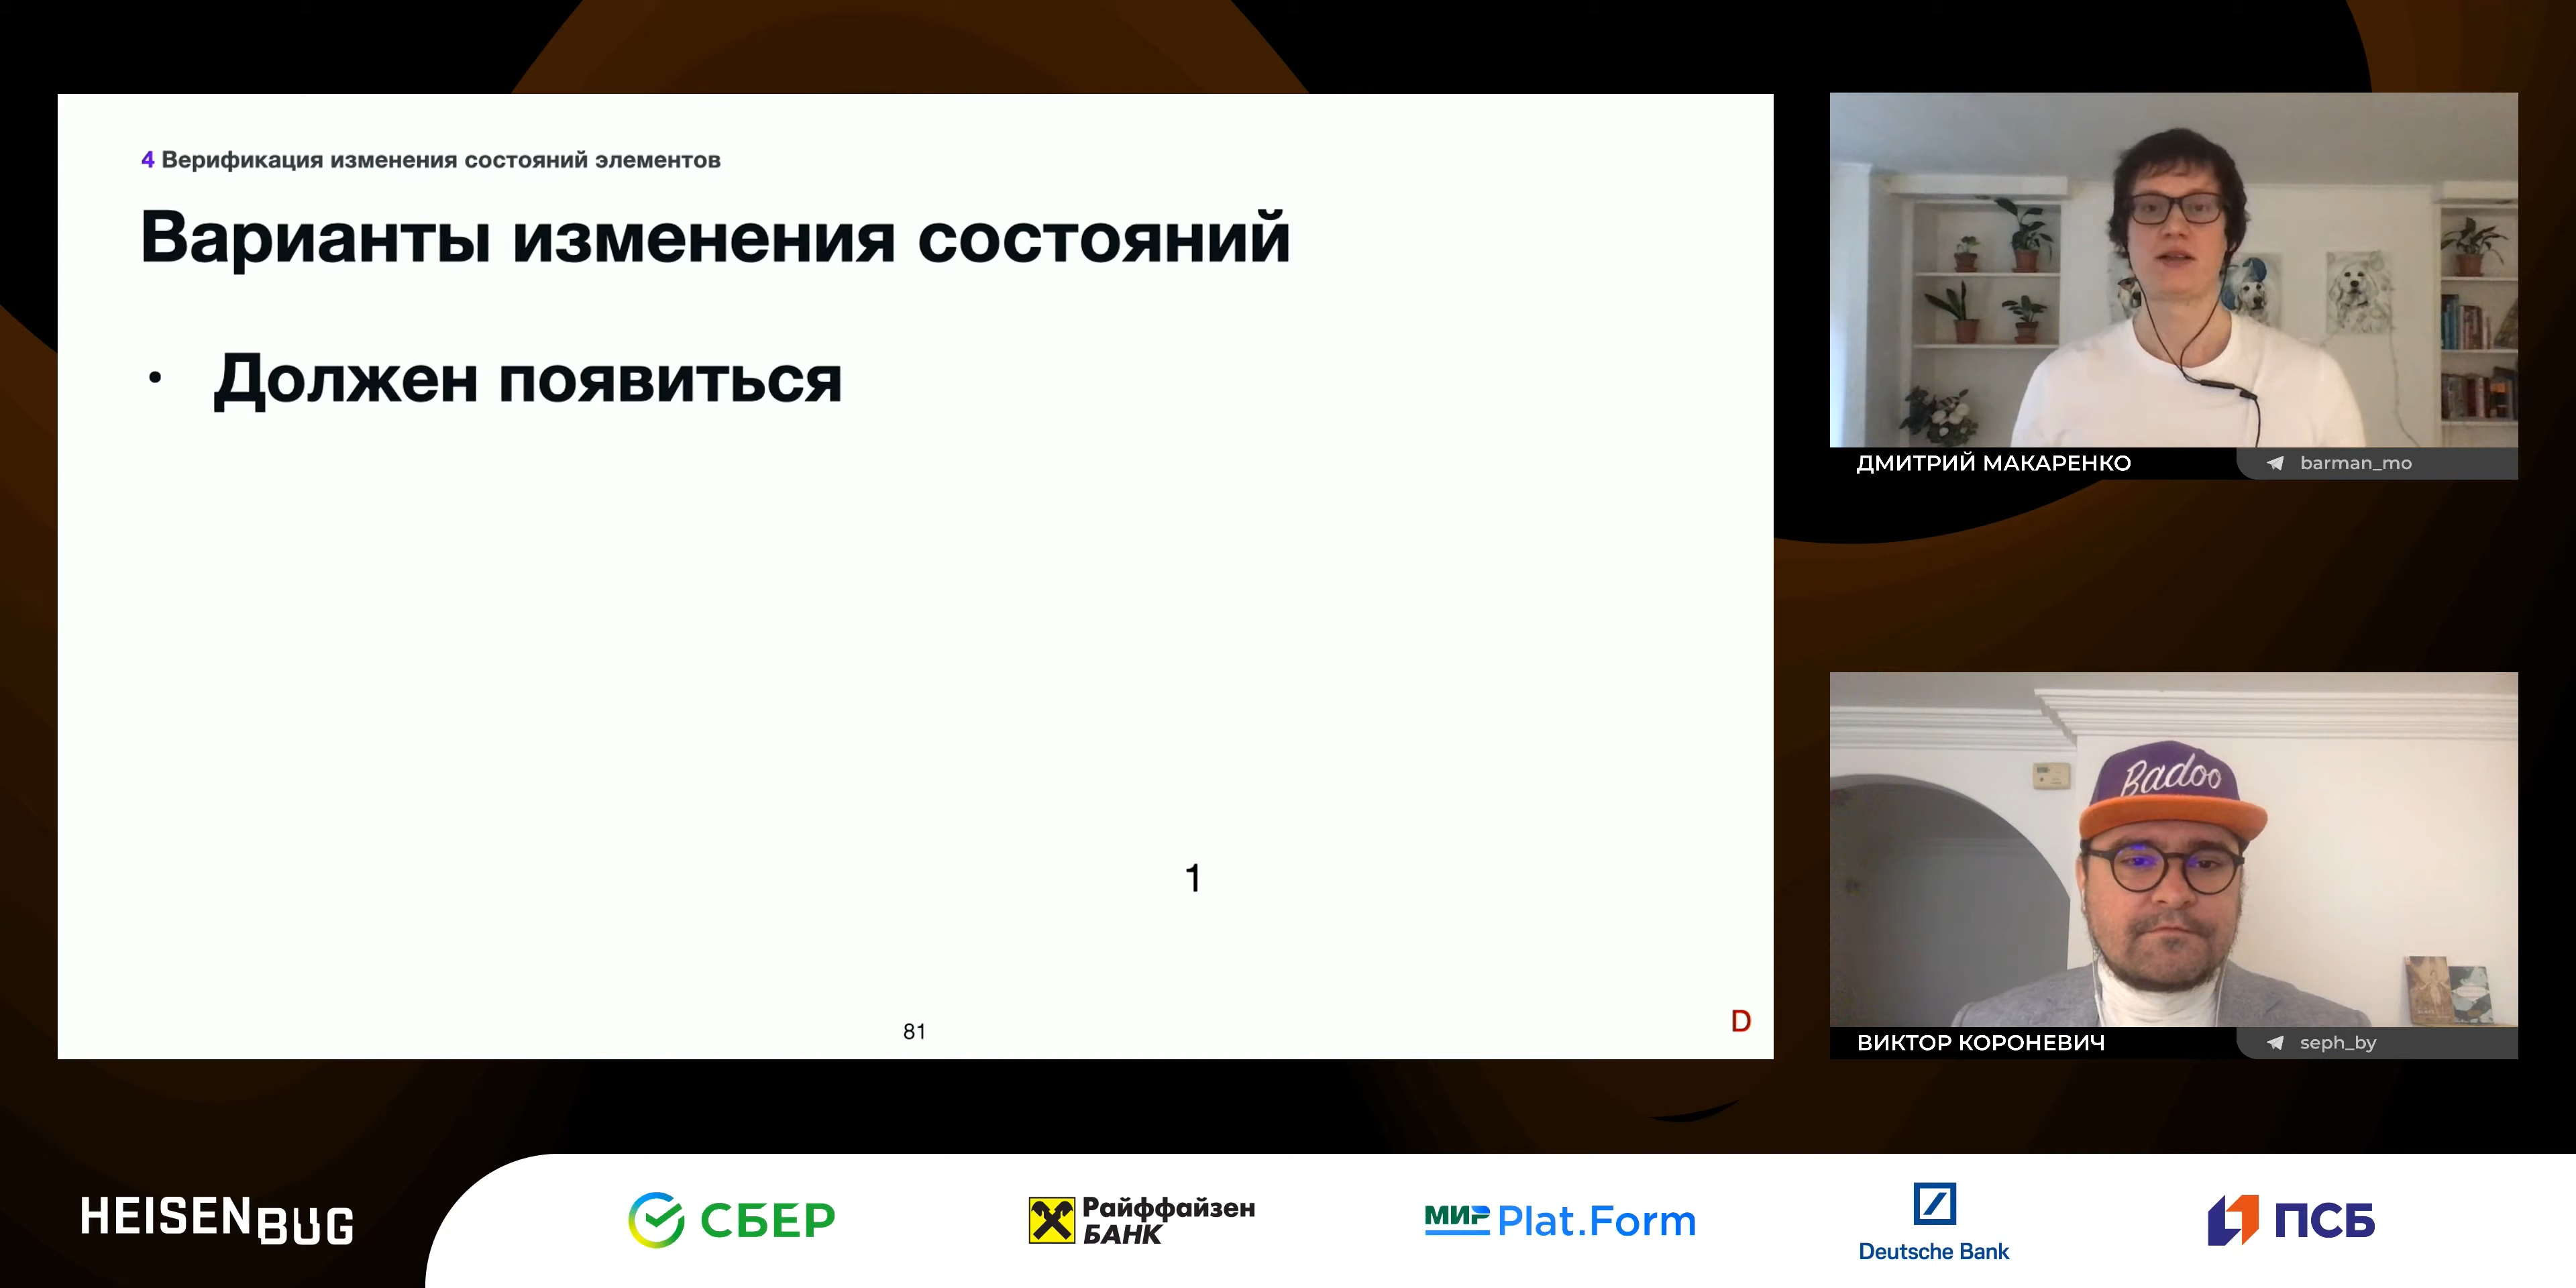 4 Верификация изменения состояний элементов
Варианты изменения состояний
• Должен появиться
1
81
D
ДМИТРИЙ МАКАРЕНКО
barman_mo
Badoo
ВИКТОР КОРОНЕВИЧ
seph_by
HEISENBUG
СБЕР
Райффайзен
БАНК
МИР Plat.Form
Deutsche Bank
ПСБ